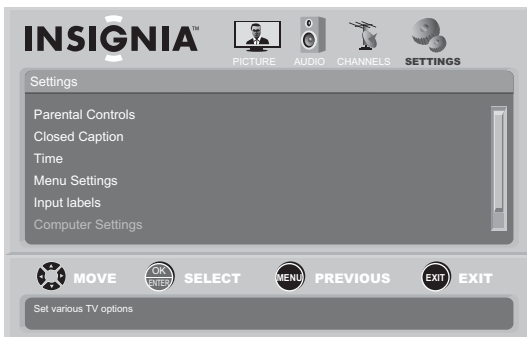 INSIGNIA™
PICTURE AUDIO CHANNELS SETTINGS
Settings
Parental Controls
Closed Caption
Time
Menu Settings
Input labels
Computer Settings
MOVE OK ENTER SELECT MENU PREVIOUS EXIT EXIT
Set various TV options